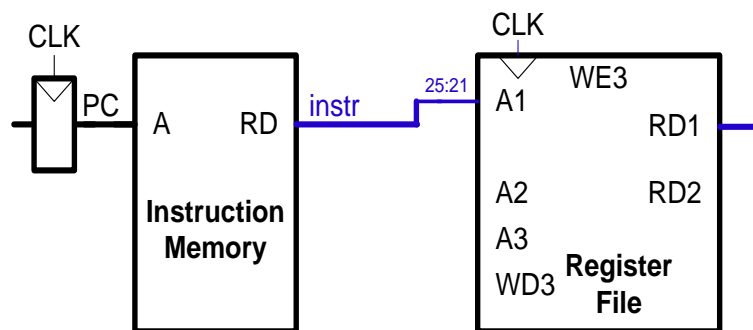 CLK
PC
A
RD
Instruction
Memory
instr
25:21
CLK
WE3
A1
RD1
A2
RD2
A3
WD3
Register
File